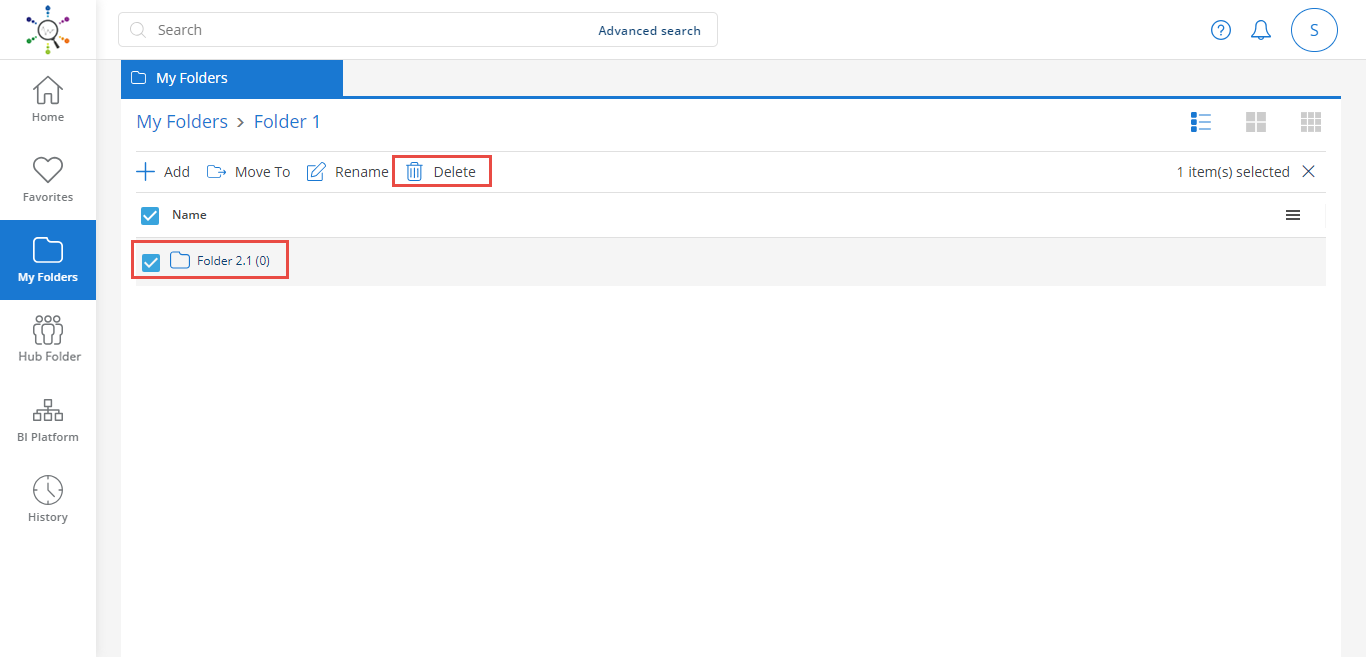 Search
Advanced search
S
My Folders
My Folders > Folder 1
Add Move To Rename Delete
1 item(s) selected
Name
Folder 2.1 (0)
Home
Favorites
My Folders
Hub Folder
BI Platform
History